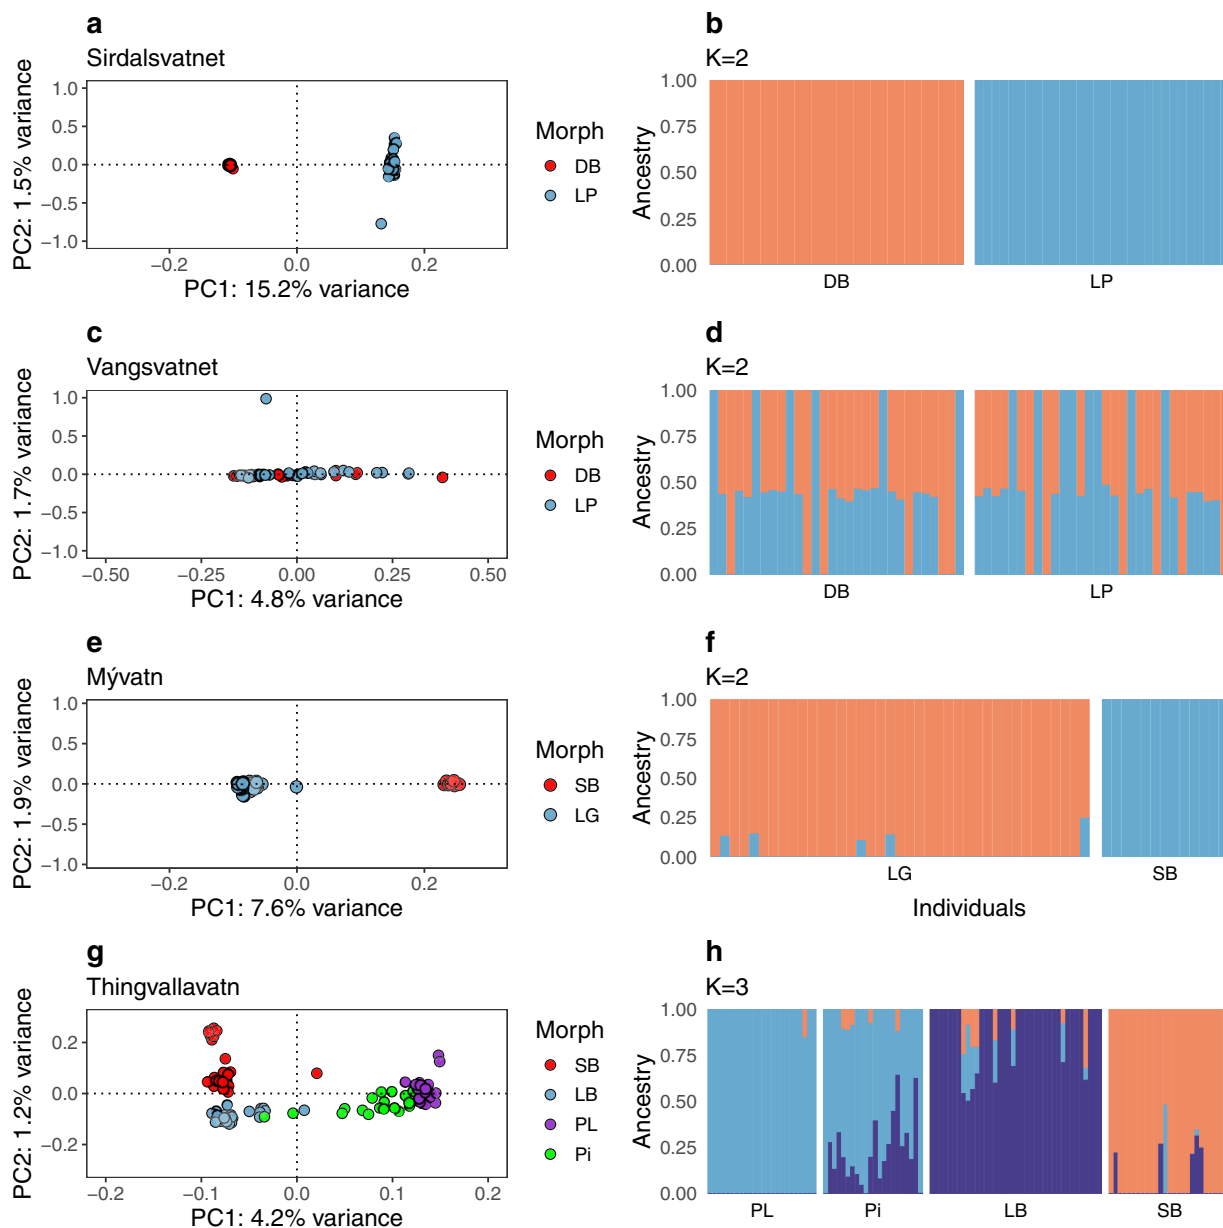 a
Sirdalsvatnet
PC2: 1.5% variance
1.0
0.5
0.0
−0.5
−1.0
−0.2
0.0
0.2
PC1: 15.2% variance
Morph
DB
LP
b
K=2
Ancestry
1.00
0.75
0.50
0.25
0.00
DB
LP
c
Vangsvatnet
PC2: 1.7% variance
1.0
0.5
0.0
−0.5
−1.0
−0.50
−0.25
0.00
0.25
0.50
PC1: 4.8% variance
Morph
DB
LP
d
K=2
Ancestry
1.00
0.75
0.50
0.25
0.00
DB
LP
e
Mývatn
PC2: 1.9% variance
1.0
0.5
0.0
−0.5
−1.0
−0.2
0.0
0.2
PC1: 7.6% variance
Morph
SB
LG
f
K=2
Ancestry
1.00
0.75
0.50
0.25
0.00
LG
SB
Individuals
g
Thingvallavatn
PC2: 1.2% variance
0.2
0.0
−0.2
−0.2
−0.1
0.0
0.1
0.2
PC1: 4.2% variance
Morph
SB
LB
PL
Pi
h
K=3
Ancestry
1.00
0.75
0.50
0.25
0.00
PL
Pi
LB
SB